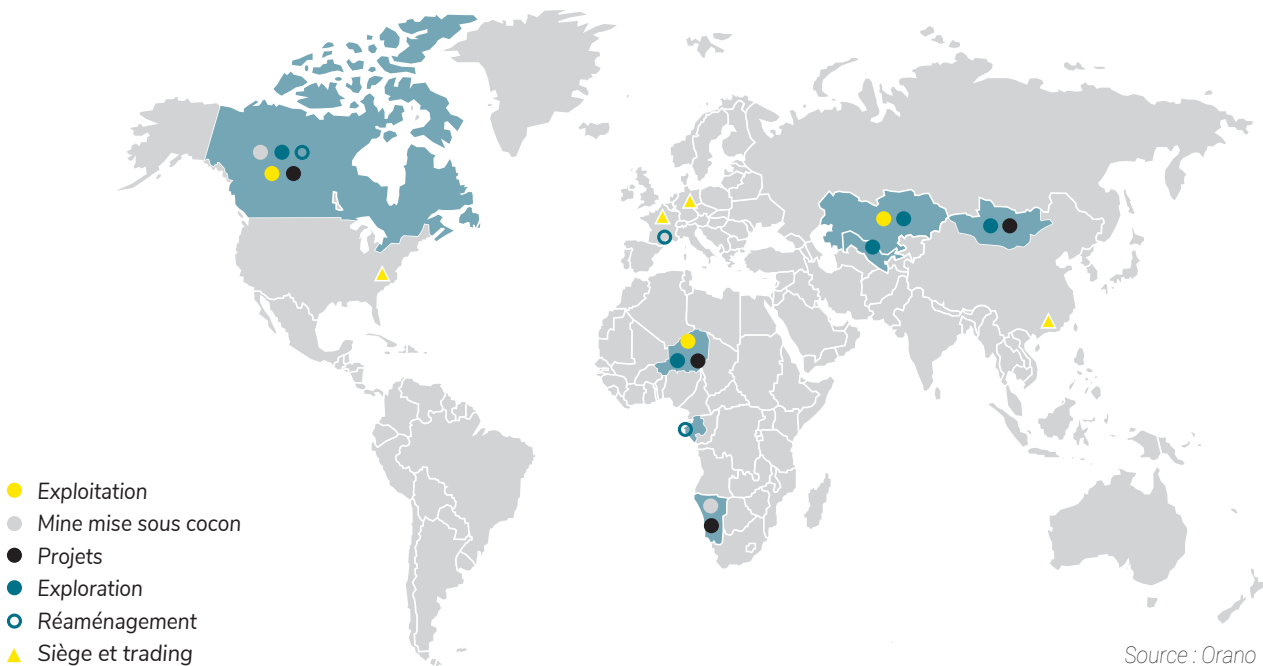 Exploitation
Mine mise sous cocon
Projets
Exploration
Réaménagement
Siège et trading
Source : Orano